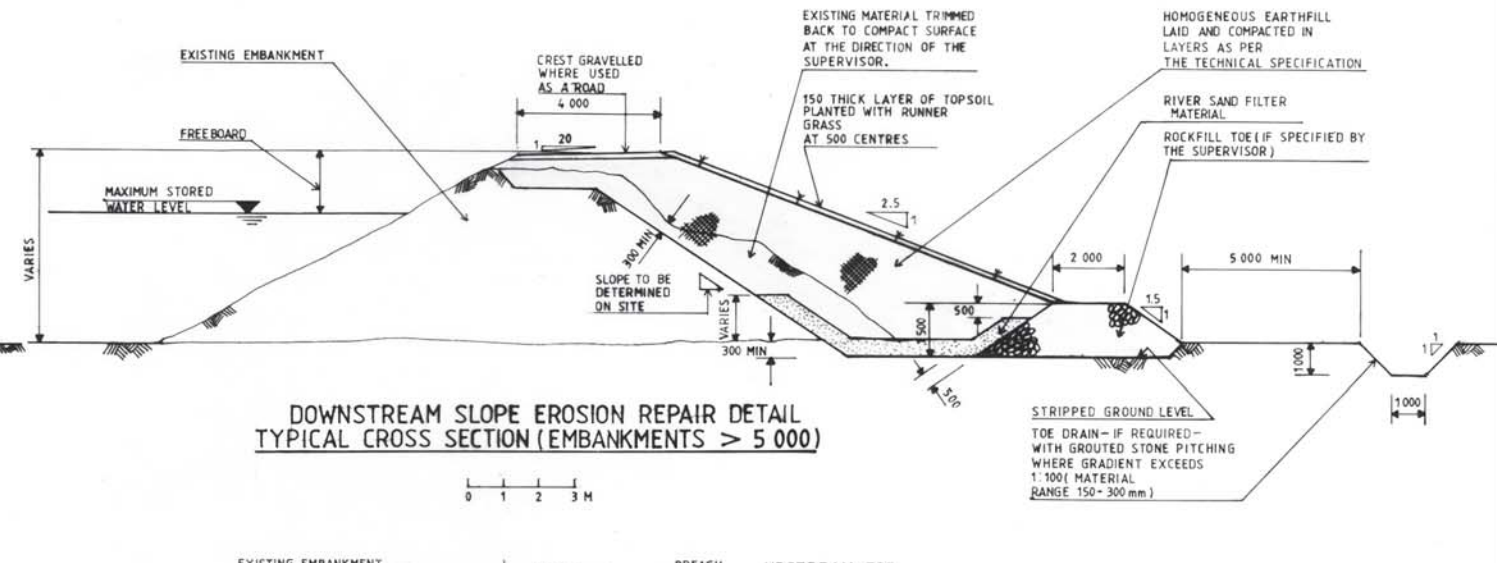 EXISTING EMBANKMENT
CREST GRAVELLED
WHERE USED
AS A ROAD
4 000
EXISTING MATERIAL TRIMMED
BACK TO COMPACT SURFACE
AT THE DIRECTION OF THE
SUPERVISOR.
HOMOGENEOUS EARTHFILL
LAID AND COMPACTED IN
LAYERS AS PER
THE TECHNICAL SPECIFICATION
150 THICK LAYER OF TOPSOIL
PLANTED WITH RUNNER
GRASS
AT 500 CENTRES
RIVER SAND FILTER
MATERIAL
ROCKFILL TOE (IF SPECIFIED BY
THE SUPERVISOR)
FREEBOARD
1
20
MAXIMUM STORED
WATER LEVEL
VARIES
2.5
1
300 MIN
SLOPE TO BE
DETERMINED
ON SITE
VARIES
300 MIN
1 500
500
500
2 000
1.5
1
5 000 MIN
1 000
1
1
1000
DOWNSTREAM SLOPE EROSION REPAIR DETAIL
TYPICAL CROSS SECTION (EMBANKMENTS > 5 000)
0 1 2 3 M
STRIPPED GROUND LEVEL
TOE DRAIN - IF REQUIRED -
WITH GROUTED STONE PITCHING
WHERE GRADIENT EXCEEDS
1:100 ( MATERIAL
RANGE 150 - 300 mm )
EXISTING EMBANKMENT